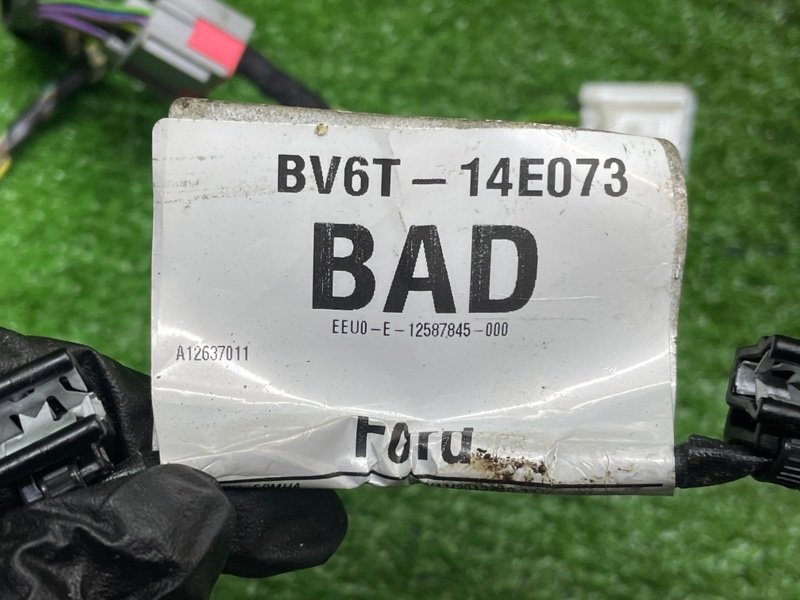 BV6T-14E073
BAD
EEU0-E-12587845-000
A12637011
Ford